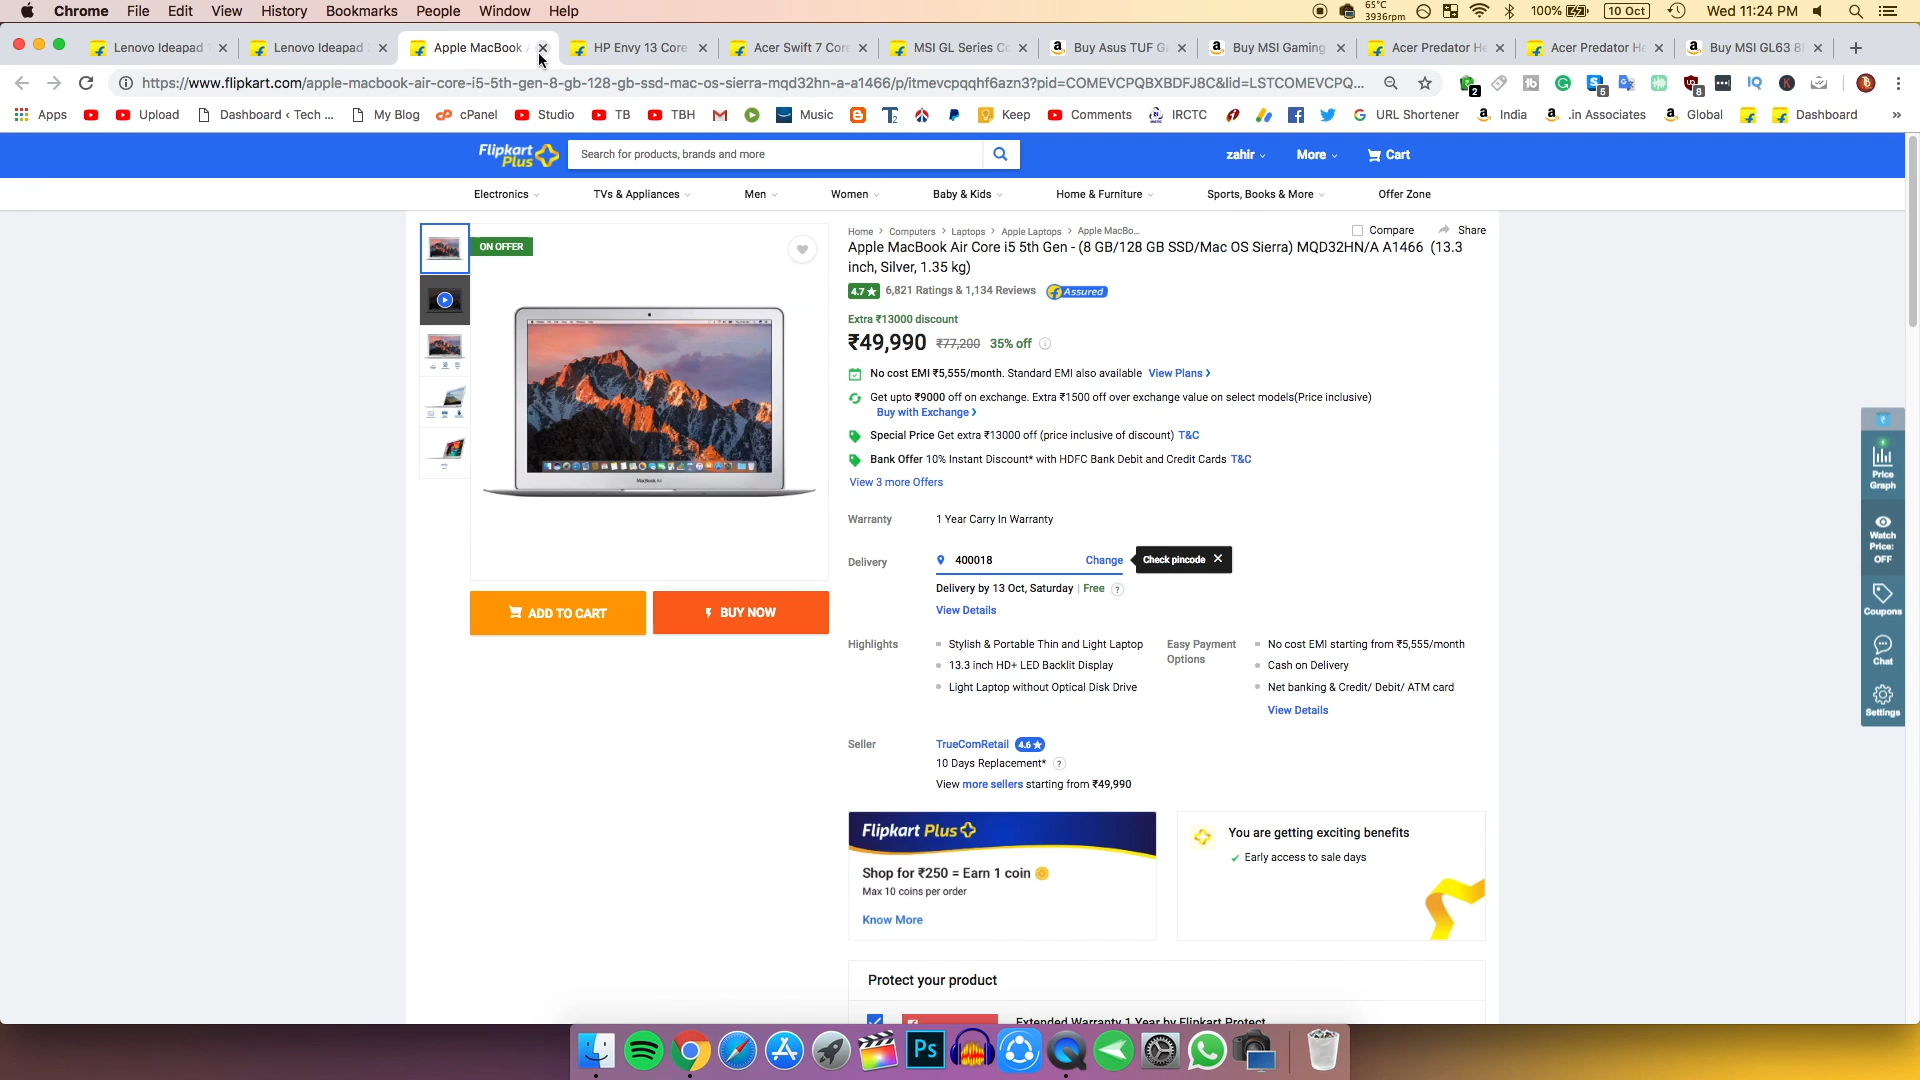 Chrome File Edit View History Bookmarks People Window Help
65°C
3936rpm
100%
10 Oct
Wed 11:24 PM
Lenovo Ideapad
Lenovo Ideapad
Apple MacBook
HP Envy 13 Core
Acer Swift 7 Core
MSI GL Series Co
Buy Asus TUF G
Buy MSI Gaming
Acer Predator He
Acer Predator He
Buy MSI GL63 8
https://www.flipkart.com/apple-macbook-air-core-i5-5th-gen-8-gb-128-gb-ssd-mac-os-sierra-mqd32hn-a-a1466/p/itmevcpqqhf6azn3?pid=COMEVCPQBXBDFJ8C&lid=LSTCOMEVCPQ...
2
5
8
IQ
K
Apps
Upload
Dashboard ‹ Tech ...
My Blog
cPanel
Studio
TB
TBH
Music
Keep
Comments
IRCTC
URL Shortener
India
.in Associates
Global
Dashboard
»
Flipkart
Plus
Search for products, brands and more
zahir
More
Cart
Electronics
TVs & Appliances
Men
Women
Baby & Kids
Home & Furniture
Sports, Books & More
Offer Zone
ON OFFER
Home > Computers > Laptops > Apple Laptops > Apple MacBo...
Compare
Share
Apple MacBook Air Core i5 5th Gen - (8 GB/128 GB SSD/Mac OS Sierra) MQD32HN/A A1466 (13.3
inch, Silver, 1.35 kg)
4.7 ★ 6,821 Ratings & 1,134 Reviews Assured
Extra ₹13000 discount
₹49,990 ₹77,200 35% off
No cost EMI ₹5,555/month. Standard EMI also available View Plans >
Get upto ₹9000 off on exchange. Extra ₹1500 off over exchange value on select models(Price inclusive)
Buy with Exchange >
Special Price Get extra ₹13000 off (price inclusive of discount) T&C
Bank Offer 10% Instant Discount* with HDFC Bank Debit and Credit Cards T&C
View 3 more Offers
MacBook Air
Warranty
1 Year Carry In Warranty
Delivery
400018
Change
Check pincode ✕
Delivery by 13 Oct, Saturday | Free ?
View Details
ADD TO CART
BUY NOW
Highlights
Stylish & Portable Thin and Light Laptop
13.3 inch HD+ LED Backlit Display
Light Laptop without Optical Disk Drive
Easy Payment
Options
No cost EMI starting from ₹5,555/month
Cash on Delivery
Net banking & Credit/ Debit/ ATM card
View Details
Seller
TrueComRetail 4.6 ★
10 Days Replacement* ?
View more sellers starting from ₹49,990
Flipkart Plus
Shop for ₹250 = Earn 1 coin
Max 10 coins per order
Know More
You are getting exciting benefits
Early access to sale days
Protect your product
Extended Warranty 1 Year by Flipkart Protect
Price
Graph
Watch
Price:
OFF
Coupons
Chat
Settings
Ps